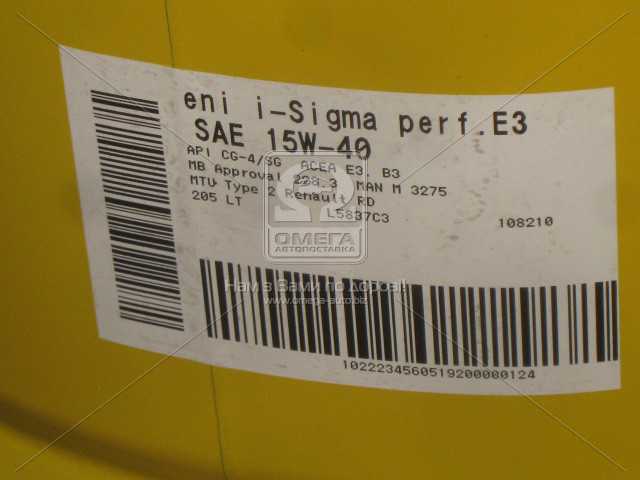 eni i-Sigma perf.E3
SAE 15W-40
API CG-4/SG ACEA E3 B3
MB Approval 228.3 MAN M 3275
MTU Type 2 Renault RD
205 LT L5837C3 108210
ОМЕГА
АВТОПОСТАВКА
Нам с Вами по дороге!
www.omega-auto.biz
1022234560519200080124